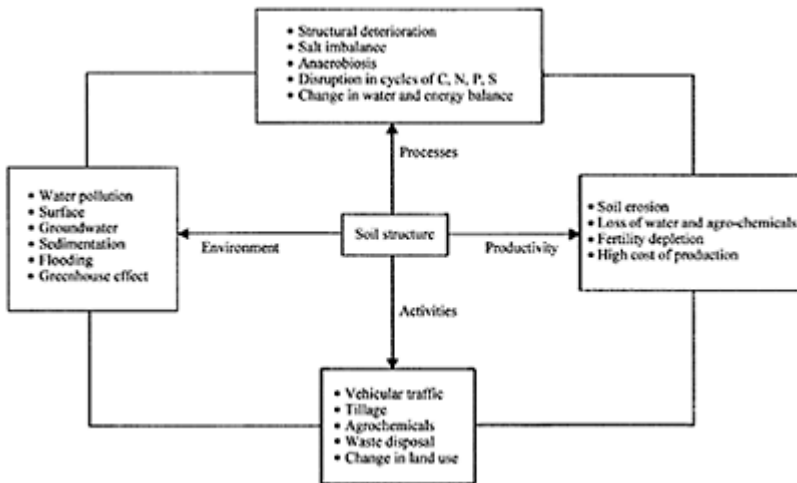 • Structural deterioration
• Salt imbalance
• Anaerobiosis
• Disruption in cycles of C, N, P, S
• Change in water and energy balance
Processes
• Water pollution
• Surface
• Groundwater
• Sedimentation
• Flooding
• Greenhouse effect
Environment
Soil structure
Productivity
• Soil erosion
• Loss of water and agro-chemicals
• Fertility depletion
• High cost of production
Activities
• Vehicular traffic
• Tillage
• Agrochemicals
• Waste disposal
• Change in land use